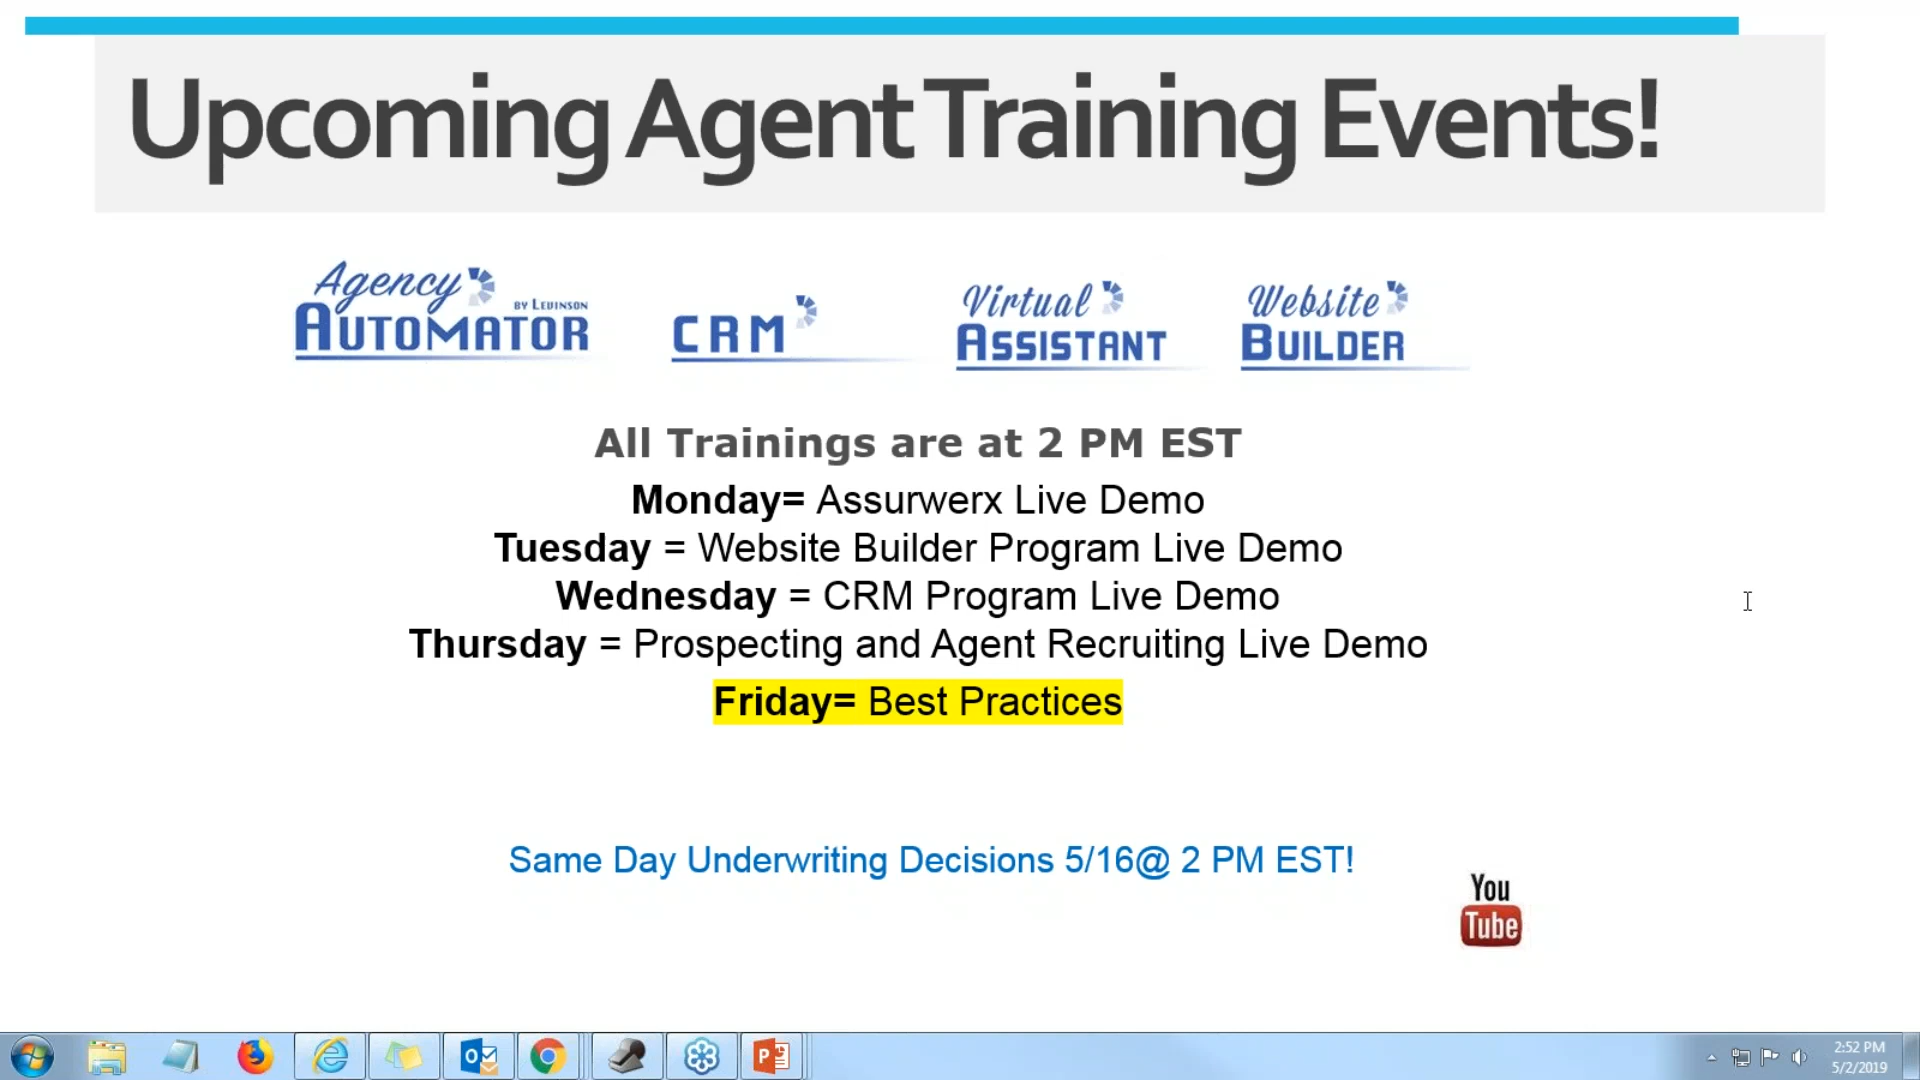 Upcoming Agent Training Events!
Agency
BY LEVINSON
AUTOMATOR
CRM
Virtual
ASSISTANT
Website
BUILDER
All Trainings are at 2 PM EST
Monday= Assurwerx Live Demo
Tuesday = Website Builder Program Live Demo
Wednesday = CRM Program Live Demo
Thursday = Prospecting and Agent Recruiting Live Demo
Friday= Best Practices
Same Day Underwriting Decisions 5/16@ 2 PM EST!
You
Tube
2:52 PM
5/2/2019